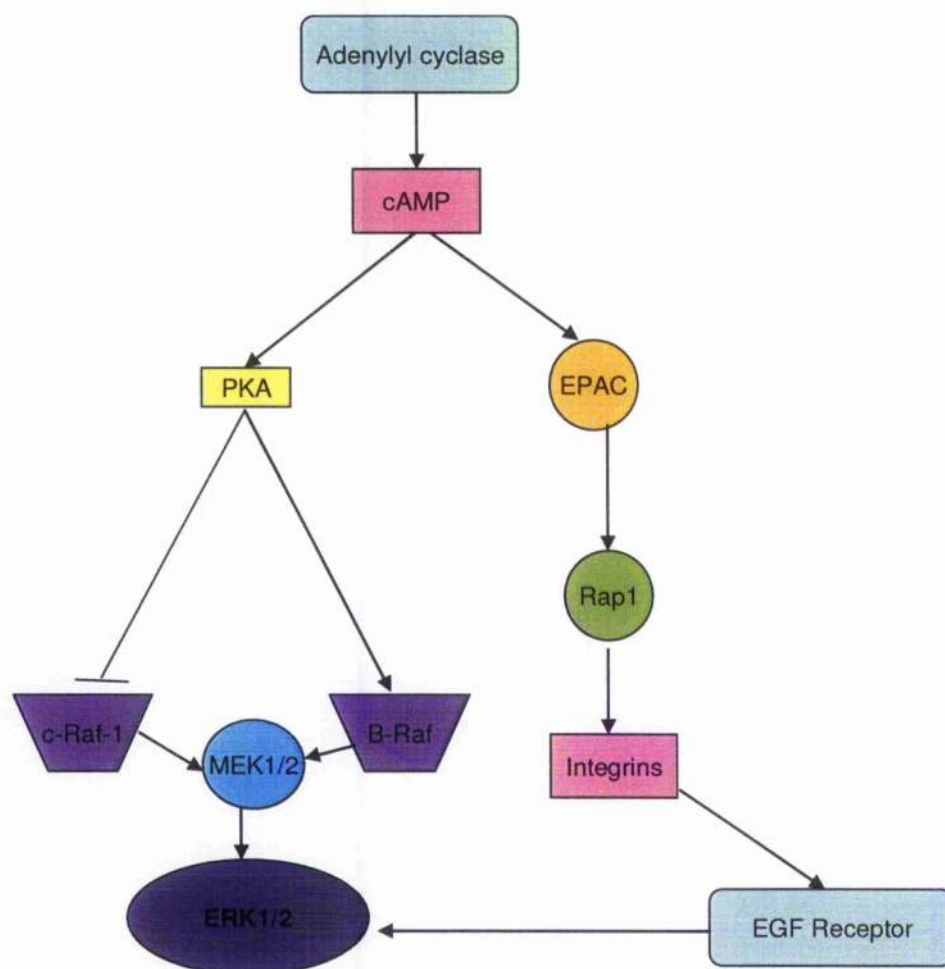 Adenylyl cyclase
cAMP
PKA
EPAC
Rap1
c-Raf-1
B-Raf
MEK1/2
Integrins
ERK1/2
EGF Receptor